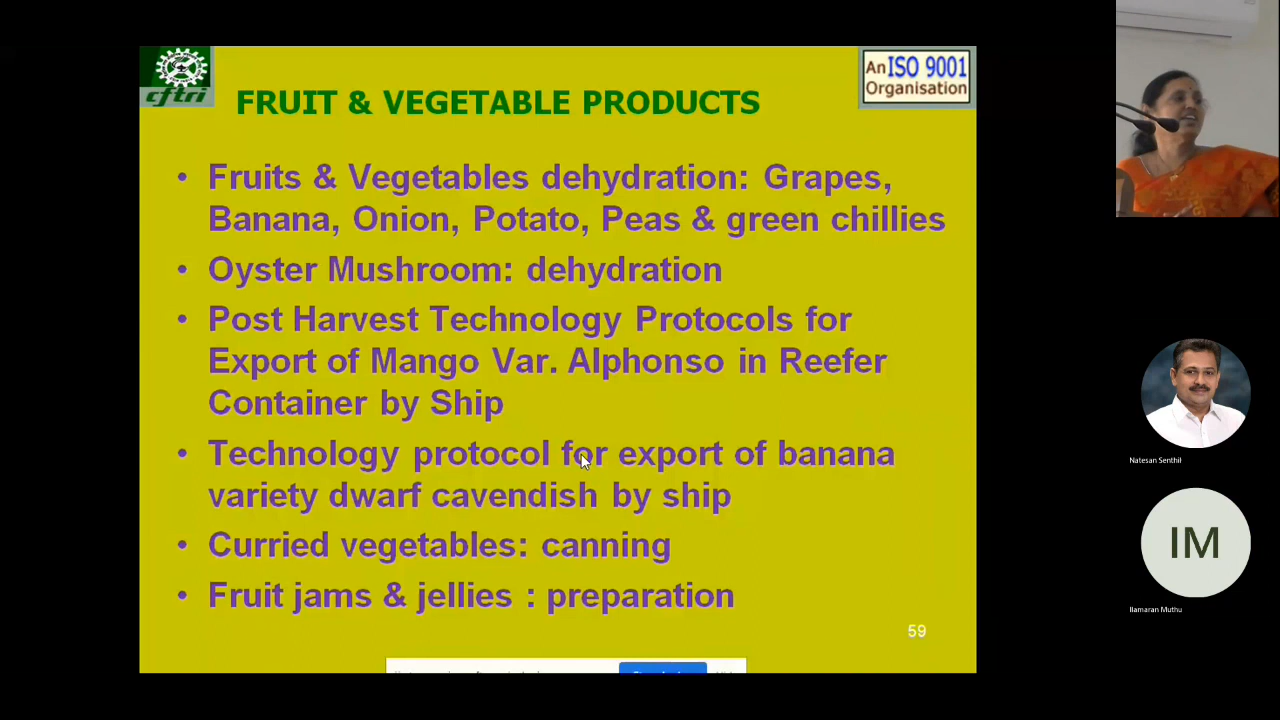 cftri
FRUIT & VEGETABLE PRODUCTS
An ISO 9001
Organisation
• Fruits & Vegetables dehydration: Grapes,
Banana, Onion, Potato, Peas & green chillies
• Oyster Mushroom: dehydration
• Post Harvest Technology Protocols for
Export of Mango Var. Alphonso in Reefer
Container by Ship
• Technology protocol for export of banana
variety dwarf cavendish by ship
• Curried vegetables: canning
• Fruit jams & jellies : preparation
59
Natesan Senthil
IM
Ilamaran Muthu